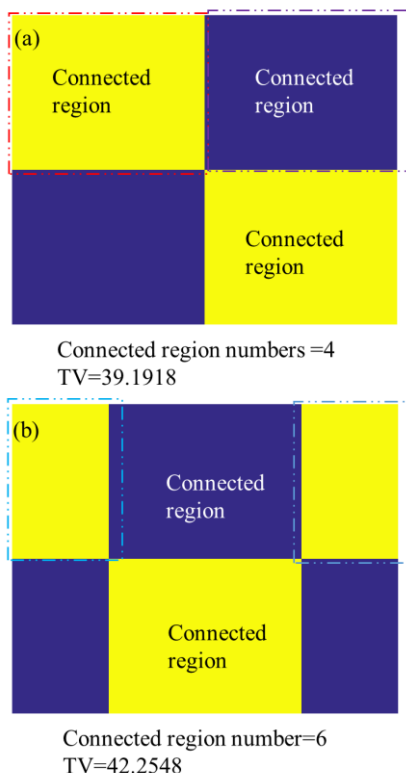 (a)
Connected
region
Connected
region
Connected
region
Connected region numbers =4
TV=39.1918
(b)
Connected
region
Connected
region
Connected region number=6
TV=42.2548